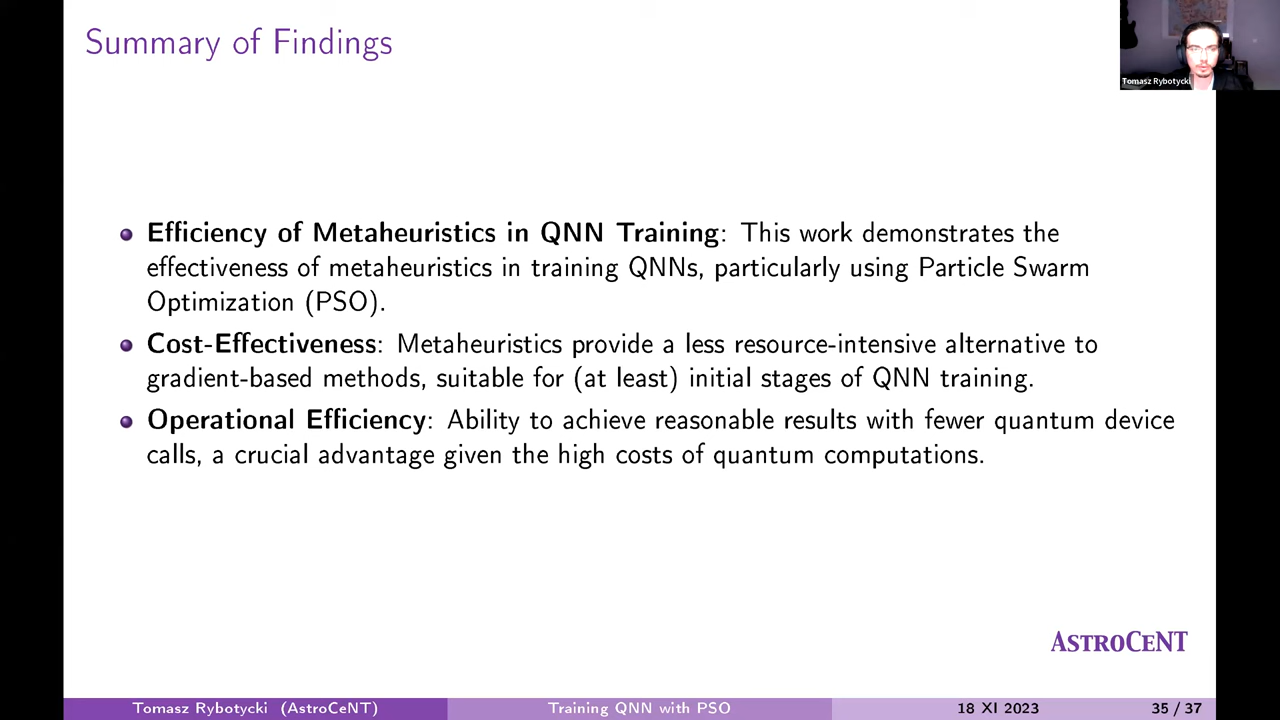 Summary of Findings
Tomasz Rybotycki
Efficiency of Metaheuristics in QNN Training: This work demonstrates the
effectiveness of metaheuristics in training QNNs, particularly using Particle Swarm
Optimization (PSO).
Cost-Effectiveness: Metaheuristics provide a less resource-intensive alternative to
gradient-based methods, suitable for (at least) initial stages of QNN training.
Operational Efficiency: Ability to achieve reasonable results with fewer quantum device
calls, a crucial advantage given the high costs of quantum computations.
ASTROCENT
Tomasz Rybotycki (AstroCeNT) Training QNN with PSO 18 XI 2023 35 / 37